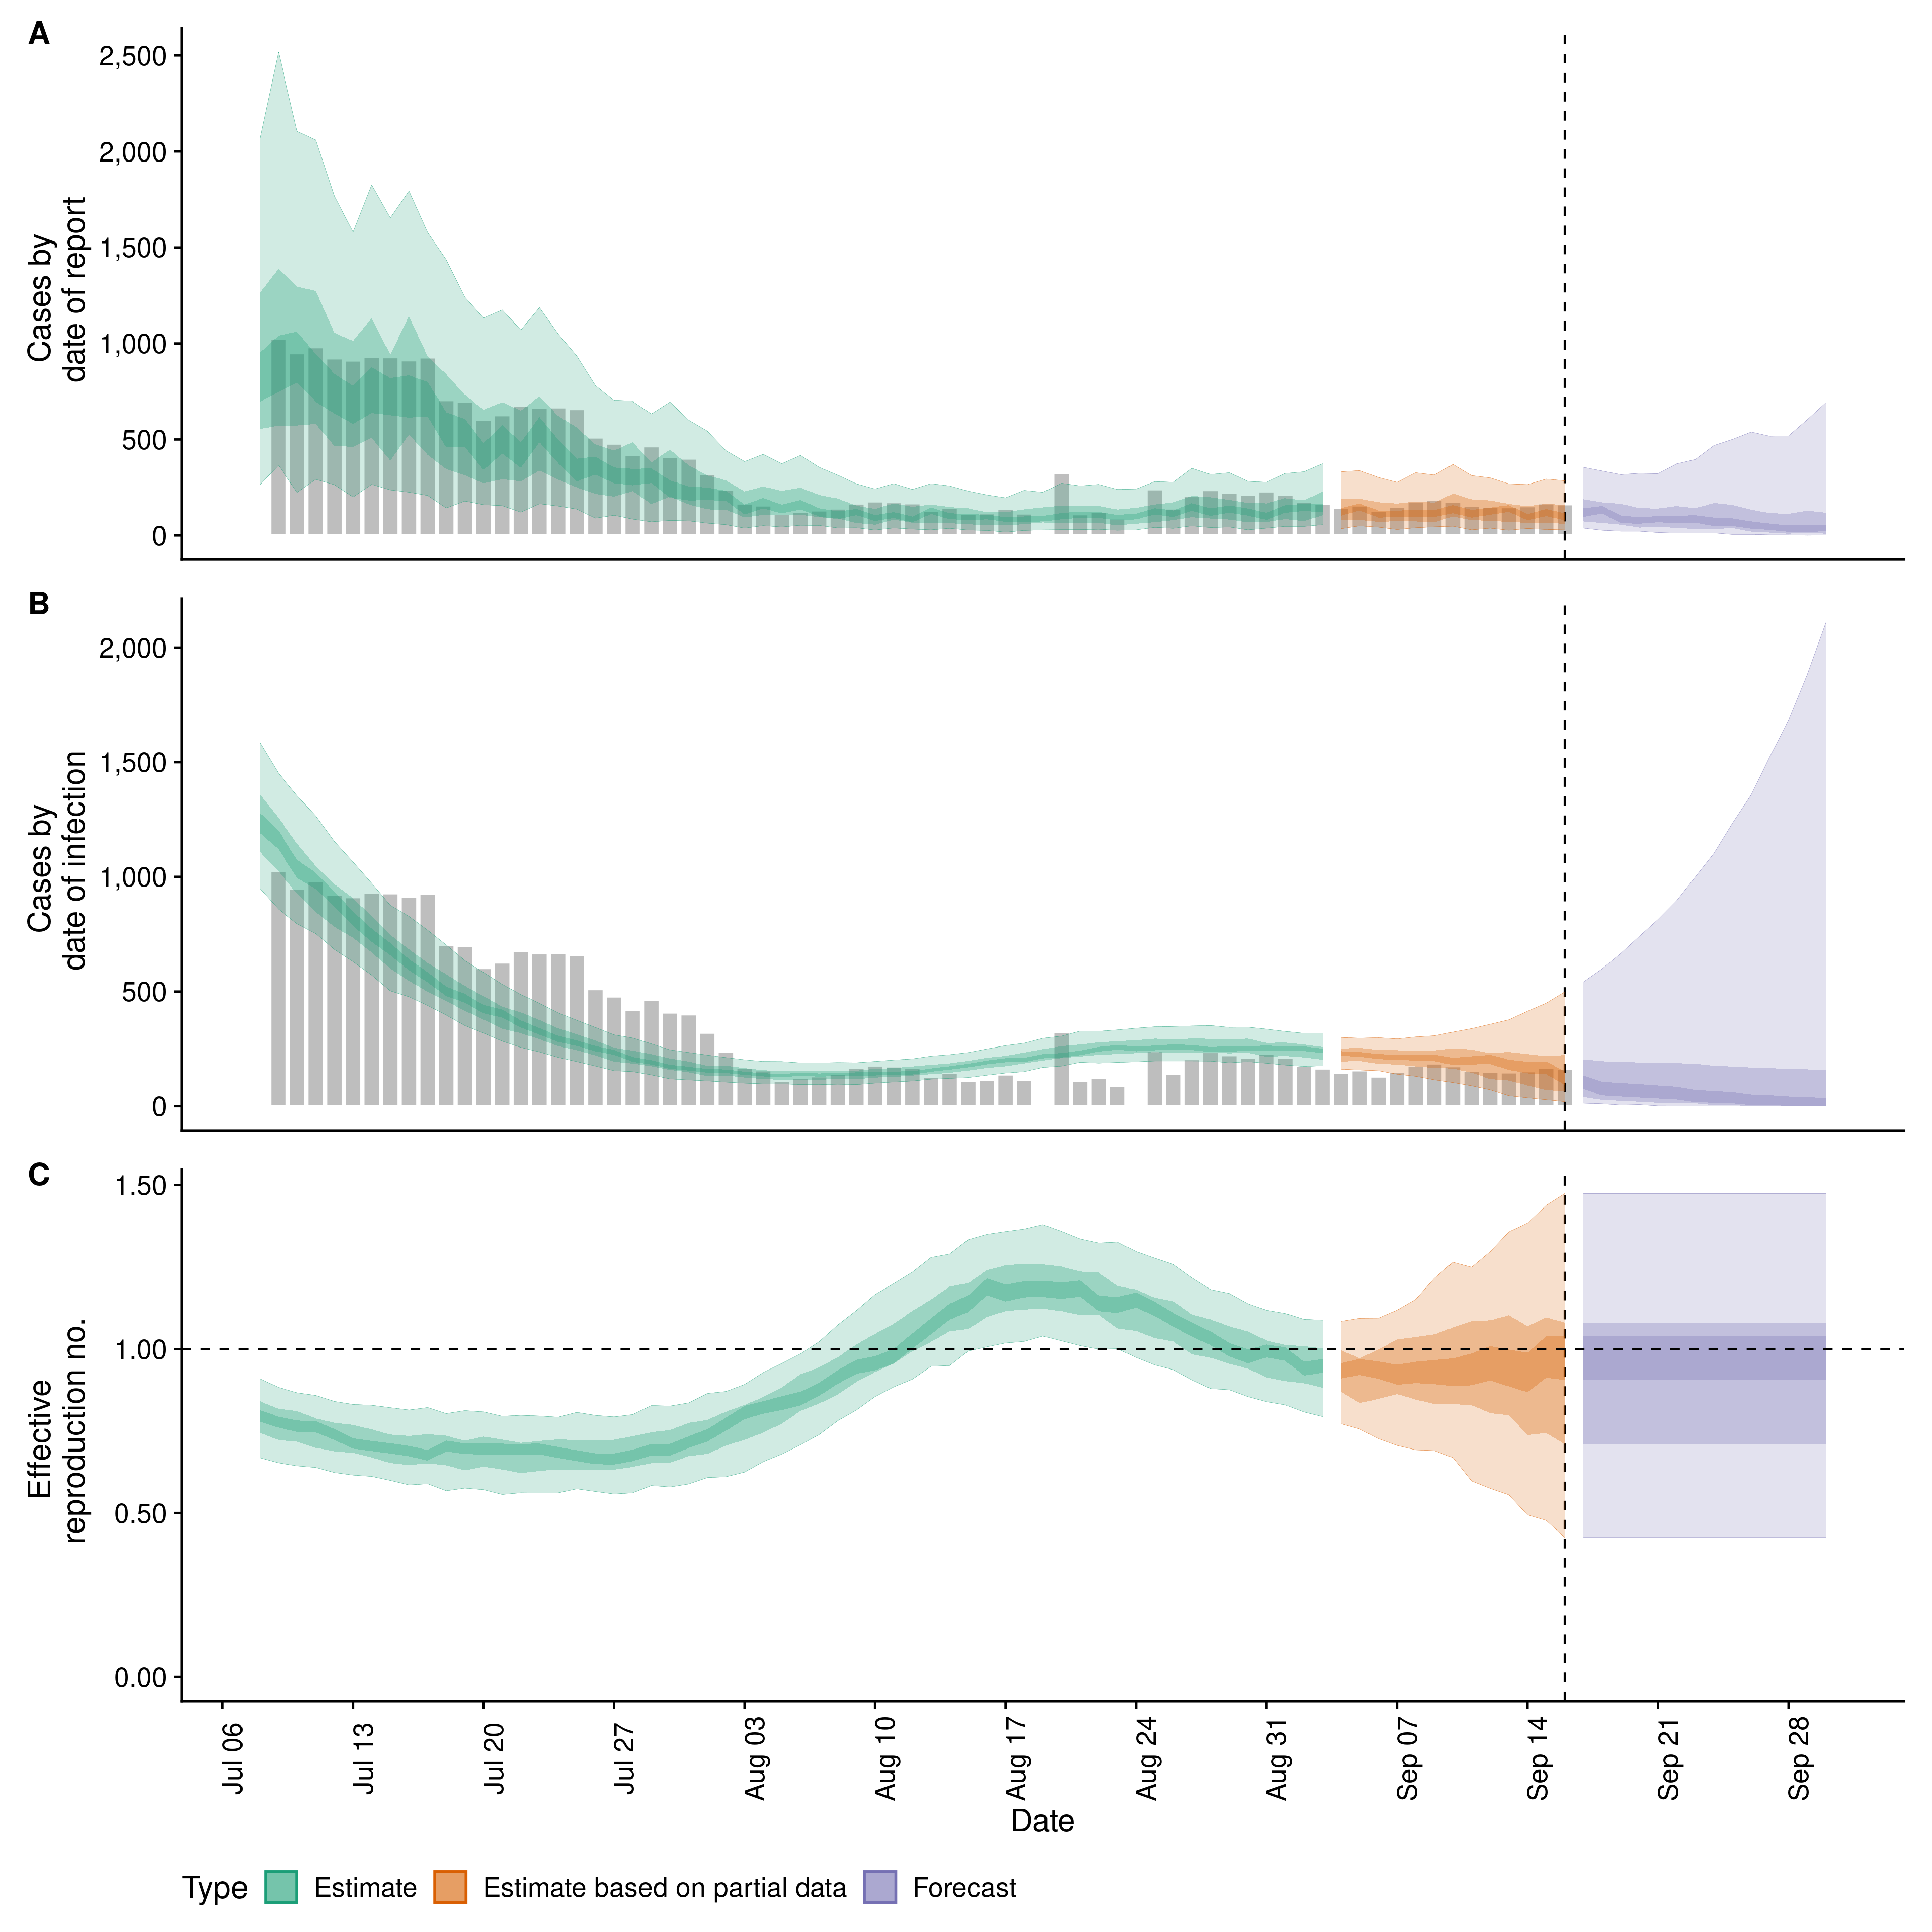 A
2,500
2,000
1,500
1,000
500
0
Cases by
date of report
B
2,000
1,500
1,000
500
0
Cases by
date of infection
C
1.50
1.00
0.50
0.00
Effective
reproduction no.
Jul 06
Jul 13
Jul 20
Jul 27
Aug 03
Aug 10
Aug 17
Aug 24
Aug 31
Sep 07
Sep 14
Sep 21
Sep 28
Date
Type
Estimate
Estimate based on partial data
Forecast